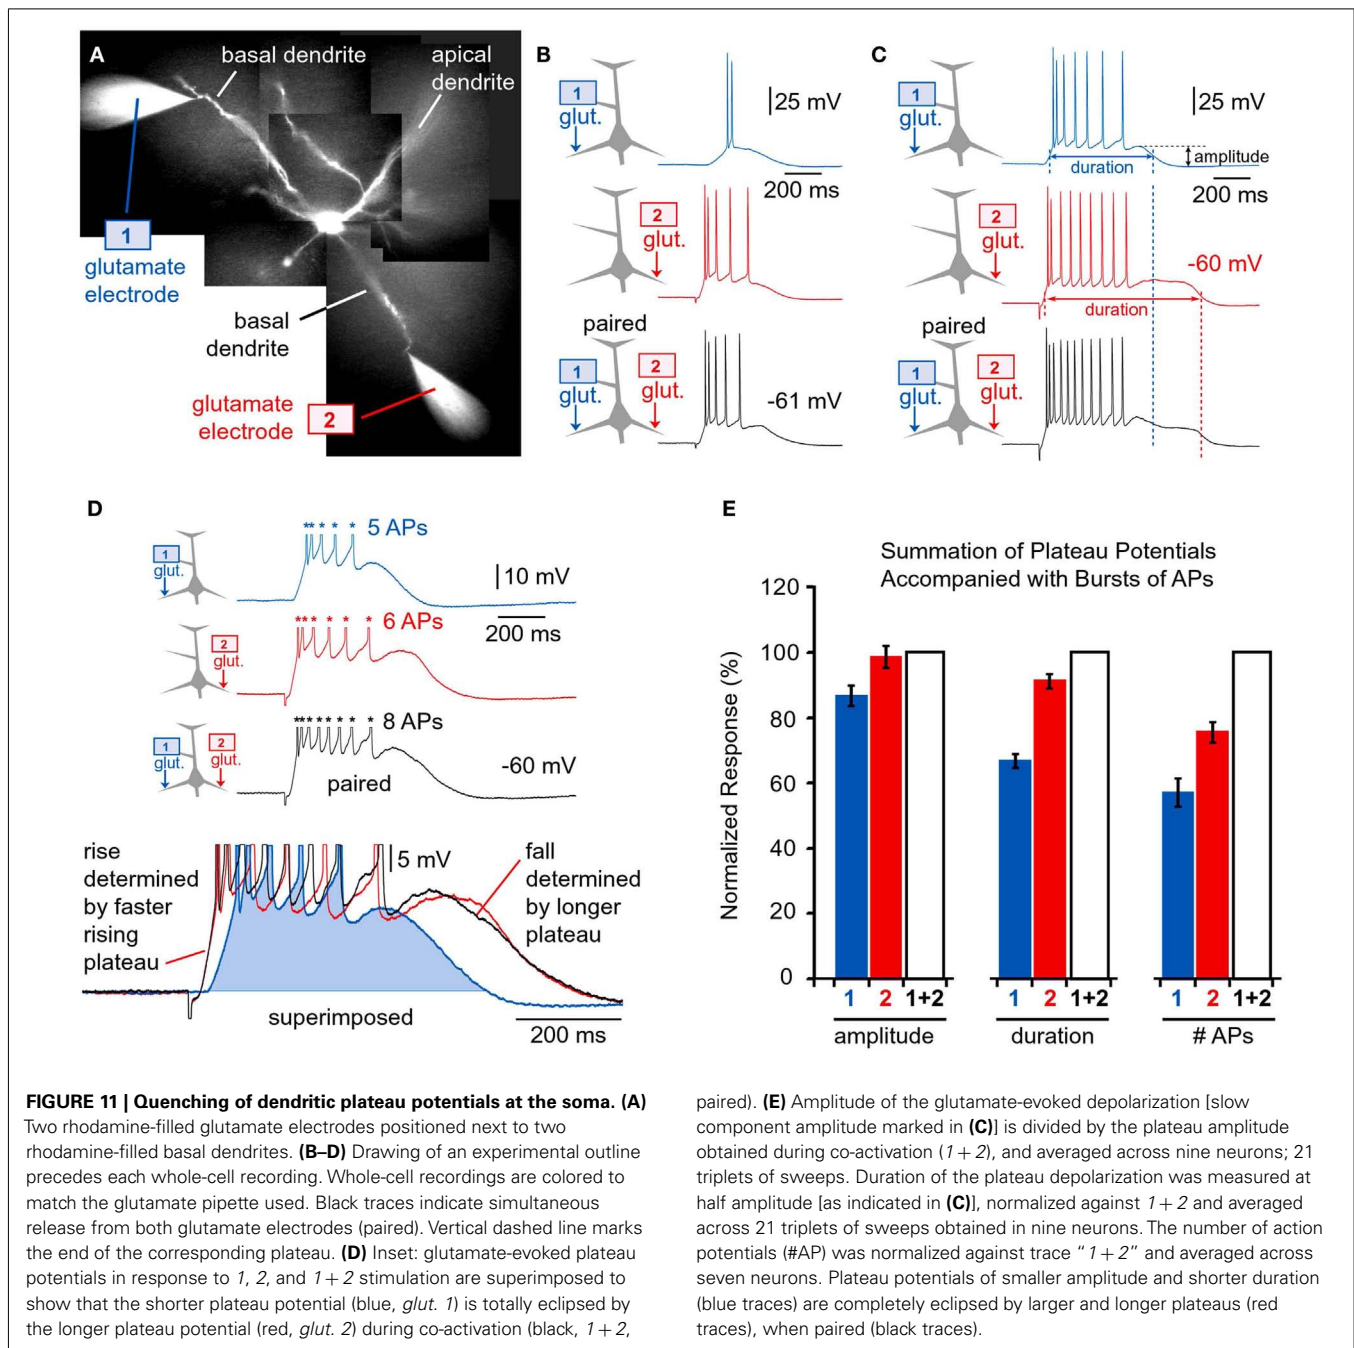 A
basal dendrite
apical
dendrite
1
glutamate
electrode
basal
dendrite
glutamate
electrode
2
B
1
glut.
25 mV
200 ms
2
glut.
paired
1
glut.
2
glut.
-61 mV
C
1
glut.
25 mV
amplitude
duration
200 ms
2
glut.
-60 mV
duration
paired
1
glut.
2
glut.
D
1
glut.
***** 5 APs
10 mV
200 ms
2
glut.
****** 6 APs
1
glut.
2
glut.
******** 8 APs
paired
-60 mV
rise
determined
by faster
rising
plateau
5 mV
fall
determined
by longer
plateau
superimposed
200 ms
E
Summation of Plateau Potentials
Accompanied with Bursts of APs
Normalized Response (%)
120
100
80
60
40
20
0
1 2 1+2
amplitude
1 2 1+2
duration
1 2 1+2
# APs
FIGURE 11 | Quenching of dendritic plateau potentials at the soma. (A)
Two rhodamine-filled glutamate electrodes positioned next to two
rhodamine-filled basal dendrites. (B–D) Drawing of an experimental outline
precedes each whole-cell recording. Whole-cell recordings are colored to
match the glutamate pipette used. Black traces indicate simultaneous
release from both glutamate electrodes (paired). Vertical dashed line marks
the end of the corresponding plateau. (D) Inset: glutamate-evoked plateau
potentials in response to 1, 2, and 1 + 2 stimulation are superimposed to
show that the shorter plateau potential (blue, glut. 1) is totally eclipsed by
the longer plateau potential (red, glut. 2) during co-activation (black, 1 + 2,
paired). (E) Amplitude of the glutamate-evoked depolarization [slow
component amplitude marked in (C)] is divided by the plateau amplitude
obtained during co-activation (1 + 2), and averaged across nine neurons; 21
triplets of sweeps. Duration of the plateau depolarization was measured at
half amplitude [as indicated in (C)], normalized against 1 + 2 and averaged
across 21 triplets of sweeps obtained in nine neurons. The number of action
potentials (#AP) was normalized against trace “1 + 2” and averaged across
seven neurons. Plateau potentials of smaller amplitude and shorter duration
(blue traces) are completely eclipsed by larger and longer plateaus (red
traces), when paired (black traces).